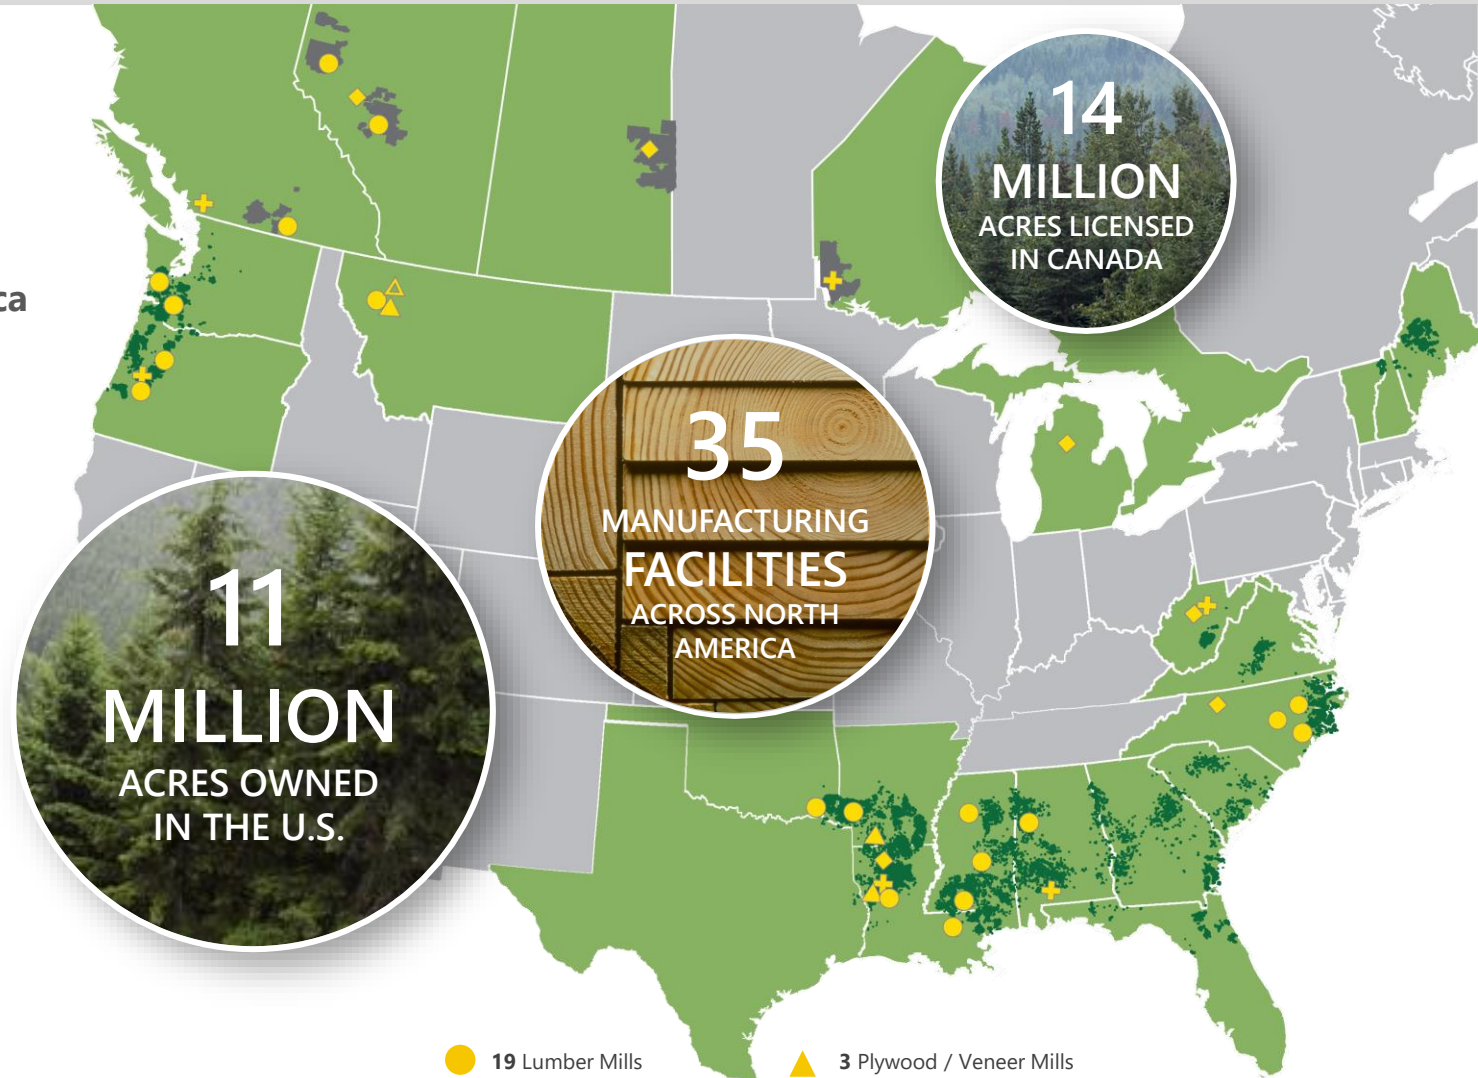 ca
14
MILLION
ACRES LICENSED
IN CANADA
35
MANUFACTURING
FACILITIES
ACROSS NORTH
AMERICA
11
MILLION
ACRES OWNED
IN THE U.S.
19 Lumber Mills
3 Plywood / Veneer Mills